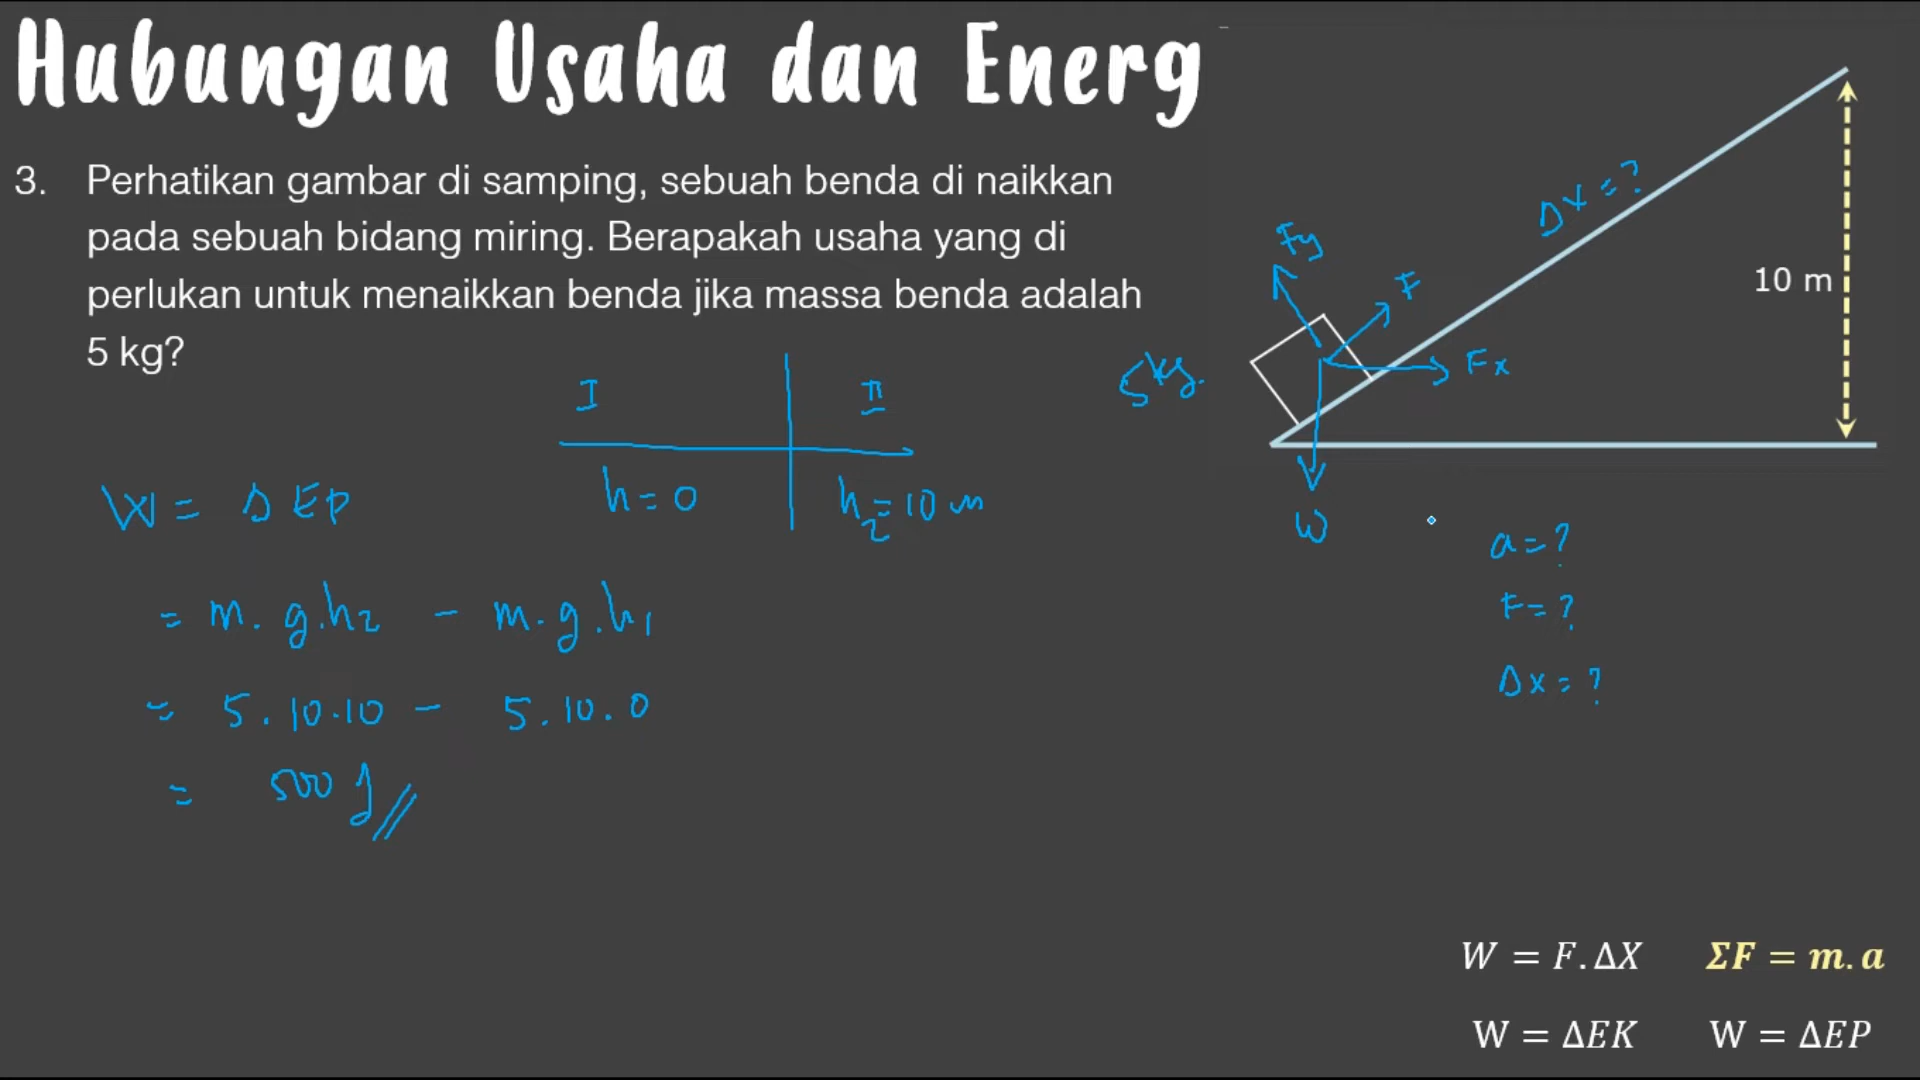 Hubungan Usaha dan Energ
3. Perhatikan gambar di samping, sebuah benda di naikkan
pada sebuah bidang miring. Berapakah usaha yang di
perlukan untuk menaikkan benda jika massa benda adalah
5 kg?
I II
h = 0 h₂ = 10 m
W = Δ EP
= m . g . h2 - m . g . h1
= 5 . 10 . 10 - 5 . 10 . 0
= 500 J //
Δx = ?
10 m
Fy
F
Fx
5kg.
W
a = ?
F = ?
Δx = ?
W = F. ΔX ΣF = m. a
W = ΔEK W = ΔEP